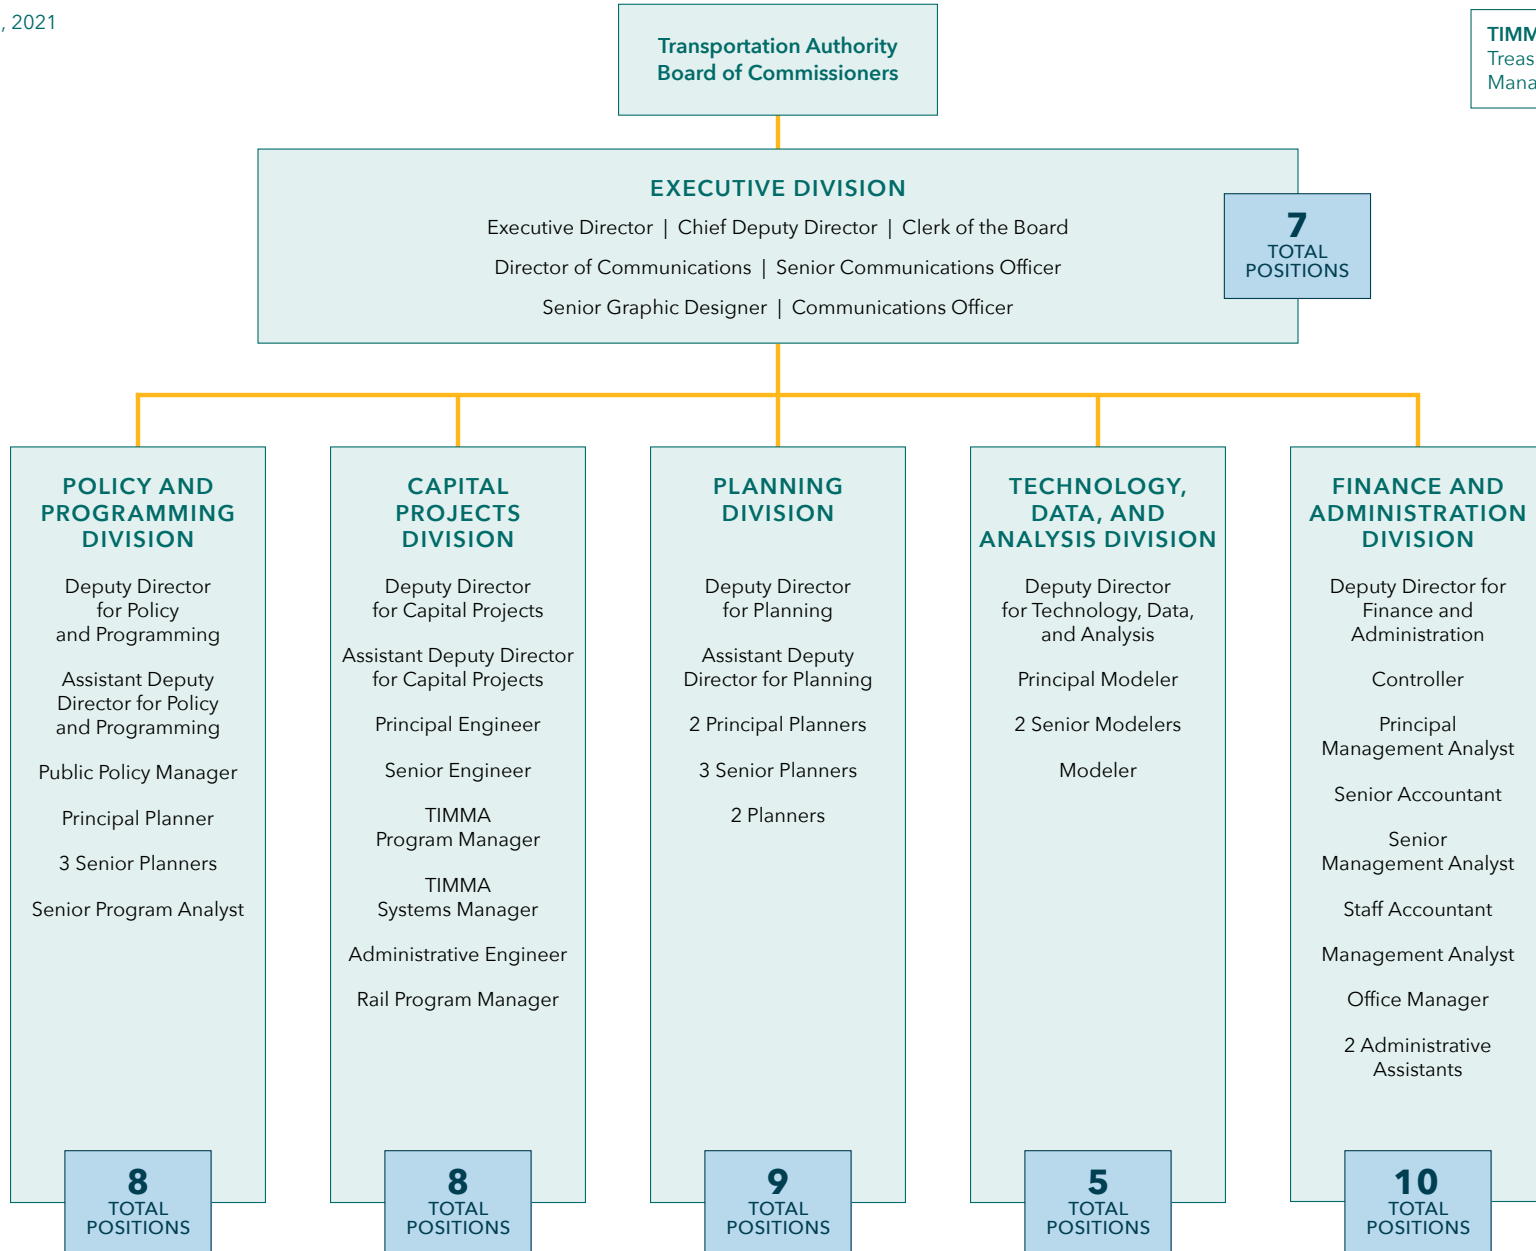 , 2021
Transportation Authority
Board of Commissioners
TIMM
Treas
Mana
EXECUTIVE DIVISION
Executive Director | Chief Deputy Director | Clerk of the Board
Director of Communications | Senior Communications Officer
Senior Graphic Designer | Communications Officer
7
TOTAL
POSITIONS
POLICY AND
PROGRAMMING
DIVISION
Deputy Director
for Policy
and Programming
Assistant Deputy
Director for Policy
and Programming
Public Policy Manager
Principal Planner
3 Senior Planners
Senior Program Analyst
8
TOTAL
POSITIONS
CAPITAL
PROJECTS
DIVISION
Deputy Director
for Capital Projects
Assistant Deputy Director
for Capital Projects
Principal Engineer
Senior Engineer
TIMMA
Program Manager
TIMMA
Systems Manager
Administrative Engineer
Rail Program Manager
8
TOTAL
POSITIONS
PLANNING
DIVISION
Deputy Director
for Planning
Assistant Deputy
Director for Planning
2 Principal Planners
3 Senior Planners
2 Planners
9
TOTAL
POSITIONS
TECHNOLOGY,
DATA, AND
ANALYSIS DIVISION
Deputy Director
for Technology, Data,
and Analysis
Principal Modeler
2 Senior Modelers
Modeler
5
TOTAL
POSITIONS
FINANCE AND
ADMINISTRATION
DIVISION
Deputy Director for
Finance and
Administration
Controller
Principal
Management Analyst
Senior Accountant
Senior
Management Analyst
Staff Accountant
Management Analyst
Office Manager
2 Administrative
Assistants
10
TOTAL
POSITIONS